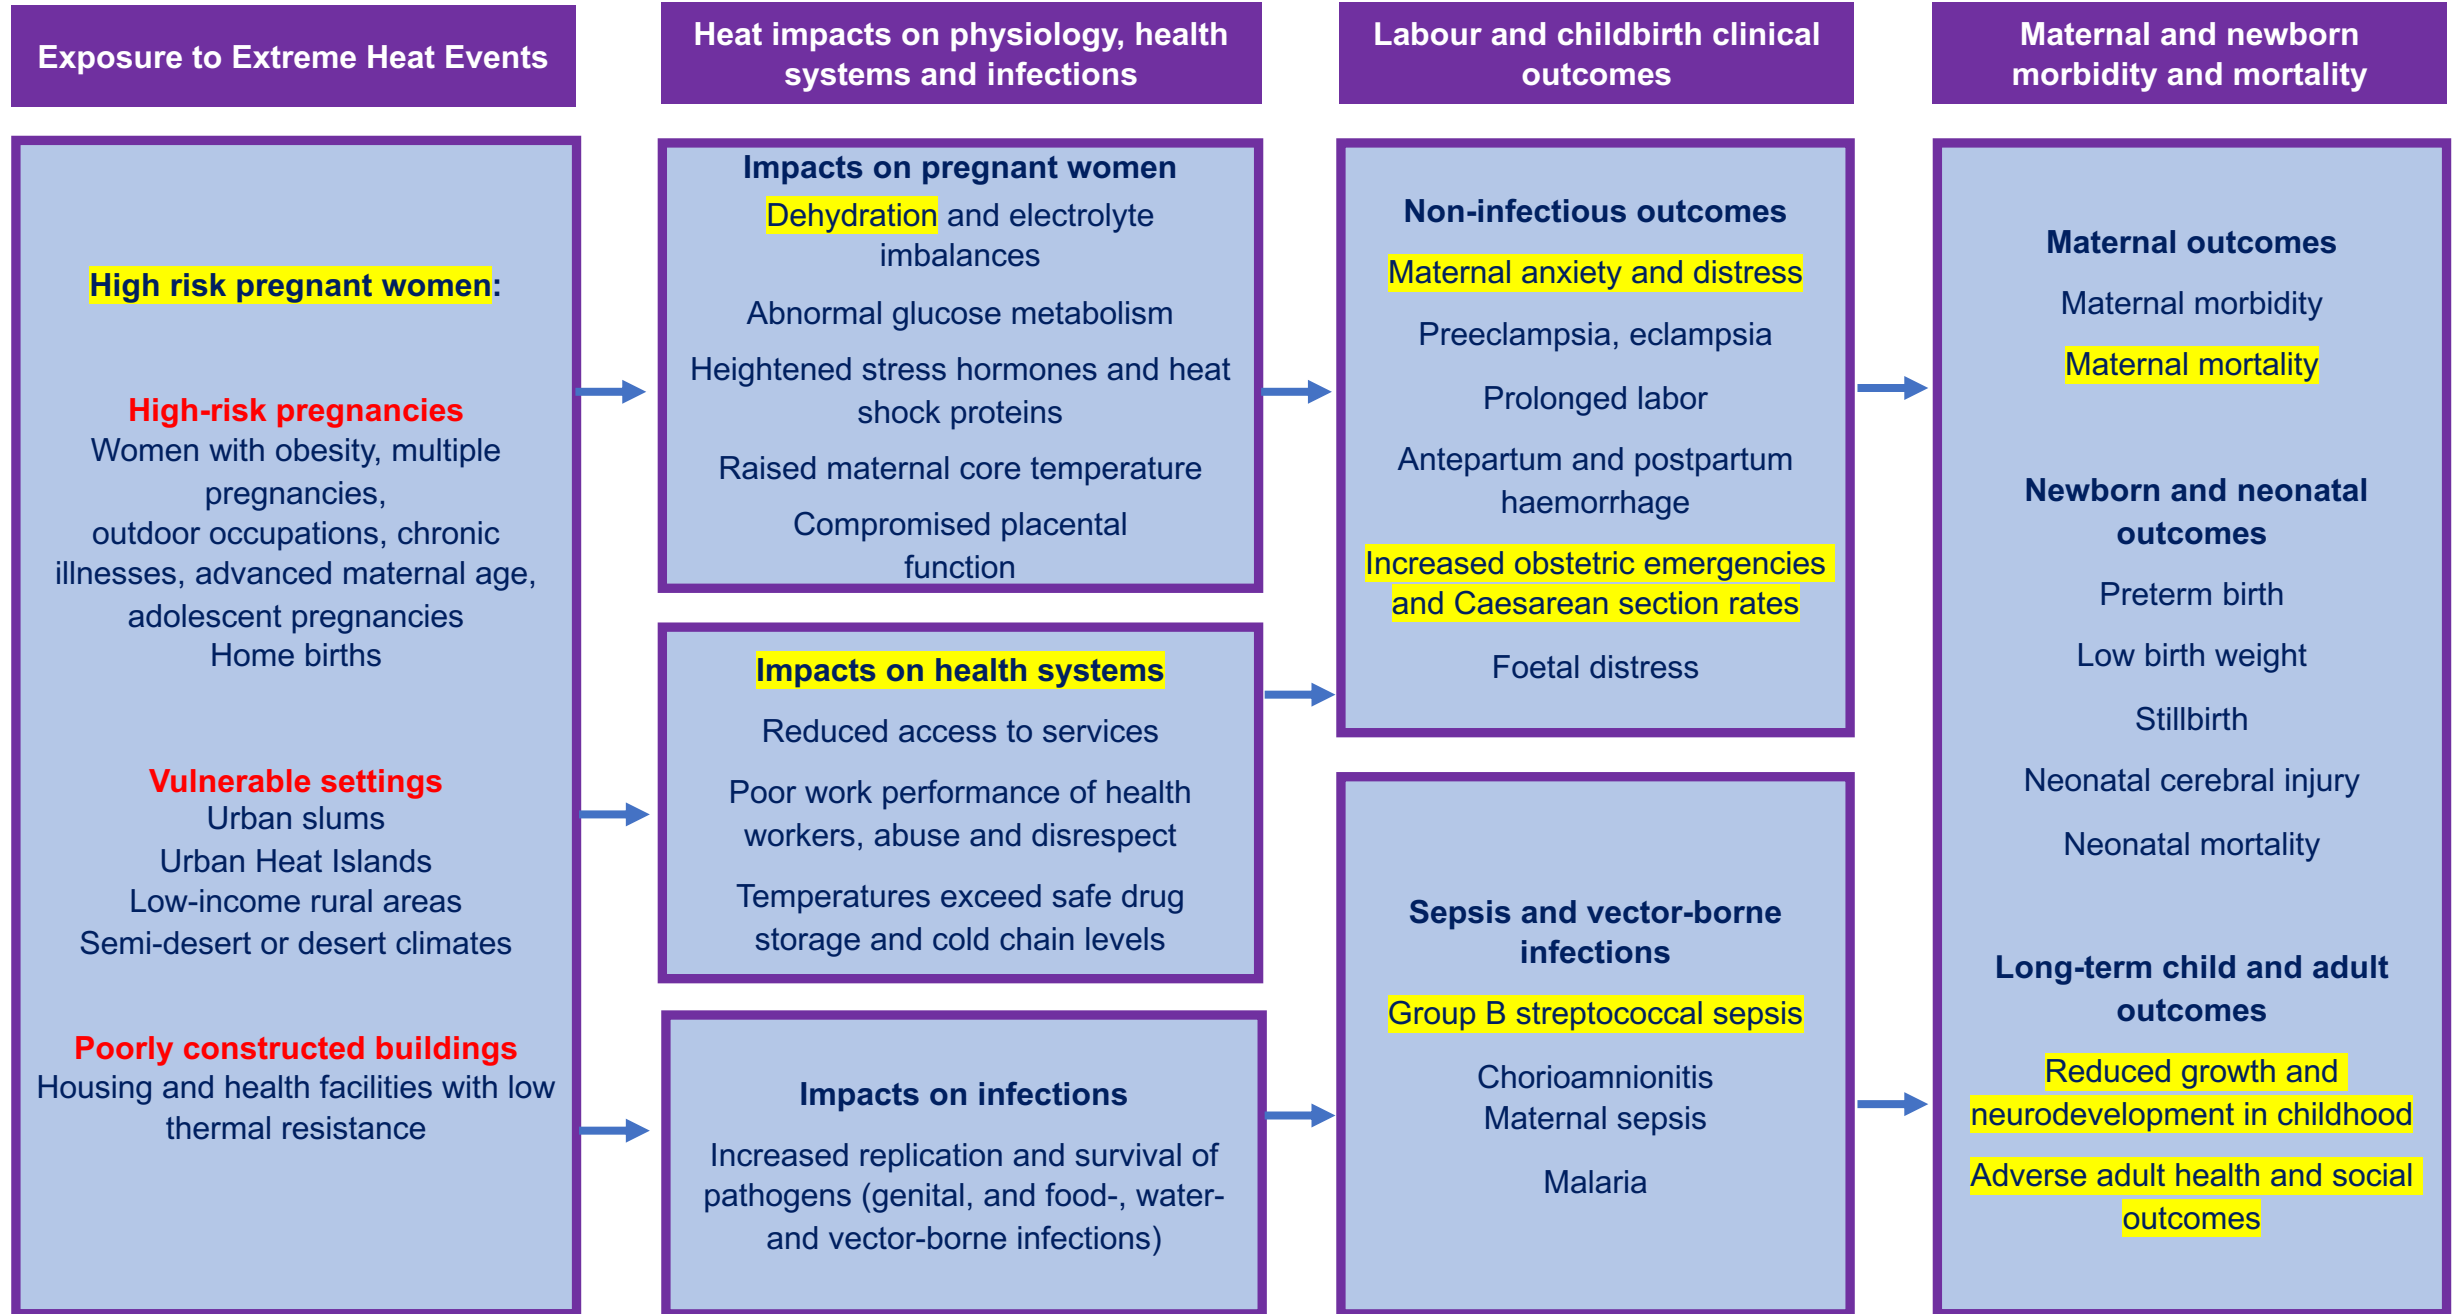 Exposure to Extreme Heat Events
High risk pregnant women:
High-risk pregnancies
Women with obesity, multiple
pregnancies,
outdoor occupations, chronic
illnesses, advanced maternal age,
adolescent pregnancies
Home births
Vulnerable settings
Urban slums
Urban Heat Islands
Low-income rural areas
Semi-desert or desert climates
Poorly constructed buildings
Housing and health facilities with low
thermal resistance
Heat impacts on physiology, health
systems and infections
Impacts on pregnant women
Dehydration and electrolyte
imbalances
Abnormal glucose metabolism
Heightened stress hormones and heat
shock proteins
Raised maternal core temperature
Compromised placental
function
Impacts on health systems
Reduced access to services
Poor work performance of health
workers, abuse and disrespect
Temperatures exceed safe drug
storage and cold chain levels
Impacts on infections
Increased replication and survival of
pathogens (genital, and food-, water-
and vector-borne infections)
Labour and childbirth clinical
outcomes
Non-infectious outcomes
Maternal anxiety and distress
Preeclampsia, eclampsia
Prolonged labor
Antepartum and postpartum
haemorrhage
Increased obstetric emergencies
and Caesarean section rates
Foetal distress
Sepsis and vector-borne
infections
Group B streptococcal sepsis
Chorioamnionitis
Maternal sepsis
Malaria
Maternal and newborn
morbidity and mortality
Maternal outcomes
Maternal morbidity
Maternal mortality
Newborn and neonatal
outcomes
Preterm birth
Low birth weight
Stillbirth
Neonatal cerebral injury
Neonatal mortality
Long-term child and adult
outcomes
Reduced growth and
neurodevelopment in childhood
Adverse adult health and social
outcomes